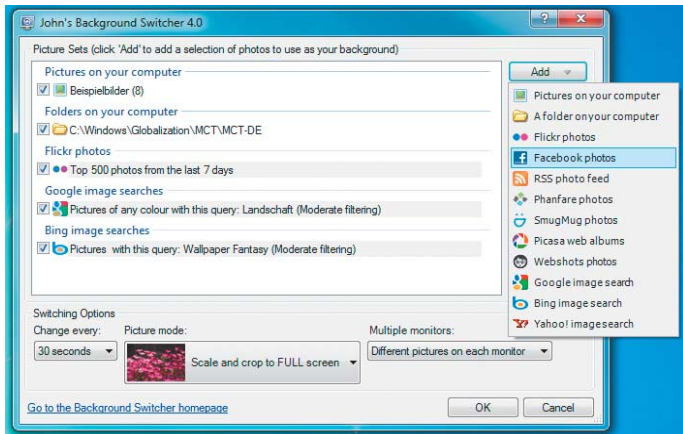 John's Background Switcher 4.0
Picture Sets (click 'Add' to add a selection of photos to use as your background)
Pictures on your computer
Beispielbilder (8)
Folders on your computer
C:\Windows\Globalization\MCT\MCT-DE
Flickr photos
Top 500 photos from the last 7 days
Google image searches
Pictures of any colour with this query: Landschaft (Moderate filtering)
Bing image searches
Pictures with this query: Wallpaper Fantasy (Moderate filtering)
Add
Pictures on your computer
A folder on your computer
Flickr photos
Facebook photos
RSS photo feed
Phanfare photos
SmugMug photos
Picasa web albums
Webshots photos
Google image search
Bing image search
Yahoo! image search
Switching Options
Change every:
30 seconds
Picture mode:
Scale and crop to FULL screen
Multiple monitors:
Different pictures on each monitor
Go to the Background Switcher homepage
OK
Cancel